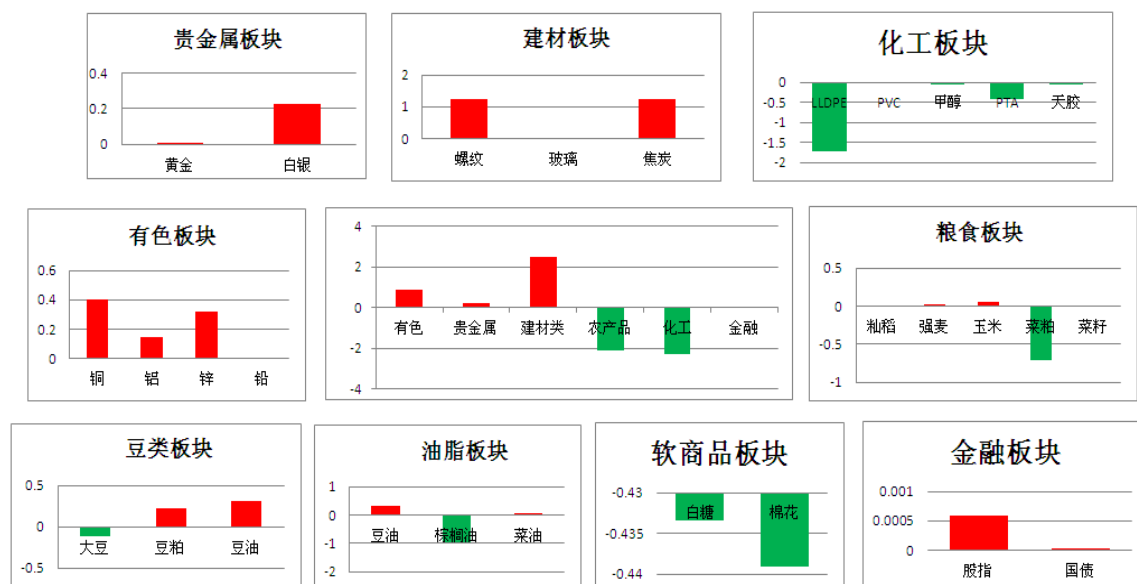 贵金属板块
0.4
0.2
0
黄金 白银
建材板块
2
1
0
螺纹 玻璃 焦炭
化工板块
0
-0.5
-1
-1.5
-2
LLDPE PVC 甲醇 PTA 天胶
有色板块
0.6
0.4
0.2
0
铜 铝 锌 铅
4
2
0
-2
-4
有色 贵金属 建材类 农产品 化工 金融
粮食板块
0.5
0
-0.5
-1
籼稻 强麦 玉米 菜粕 菜籽
豆类板块
0.5
0
-0.5
大豆 豆粕 豆油
油脂板块
1
0
-1
-2
豆油 棕榈油 菜油
软商品板块
-0.43
-0.435
-0.44
白糖 棉花
金融板块
0.001
0.0005
0
股指 国债